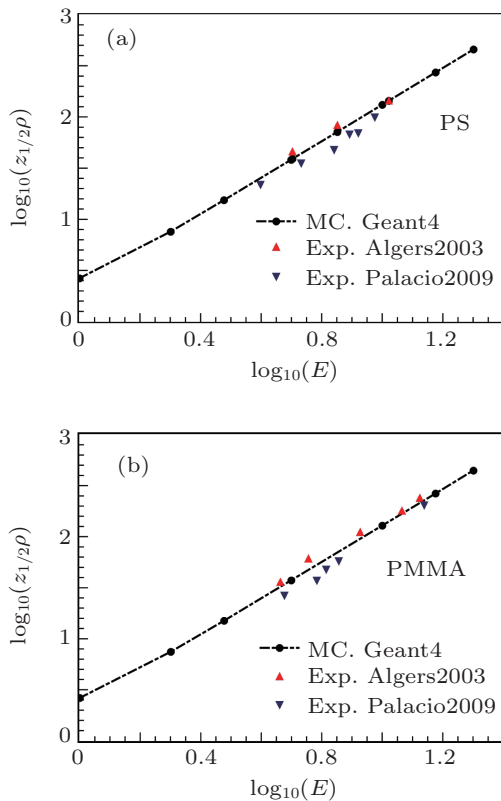 3
(a)
2
PS
log10(z1/2ρ)
1
MC. Geant4
Exp. Algers2003
Exp. Palacio2009
0
0 0.4 0.8 1.2
log10(E)
3
(b)
2
PMMA
log10(z1/2ρ)
1
MC. Geant4
Exp. Algers2003
Exp. Palacio2009
0
0 0.4 0.8 1.2
log10(E)